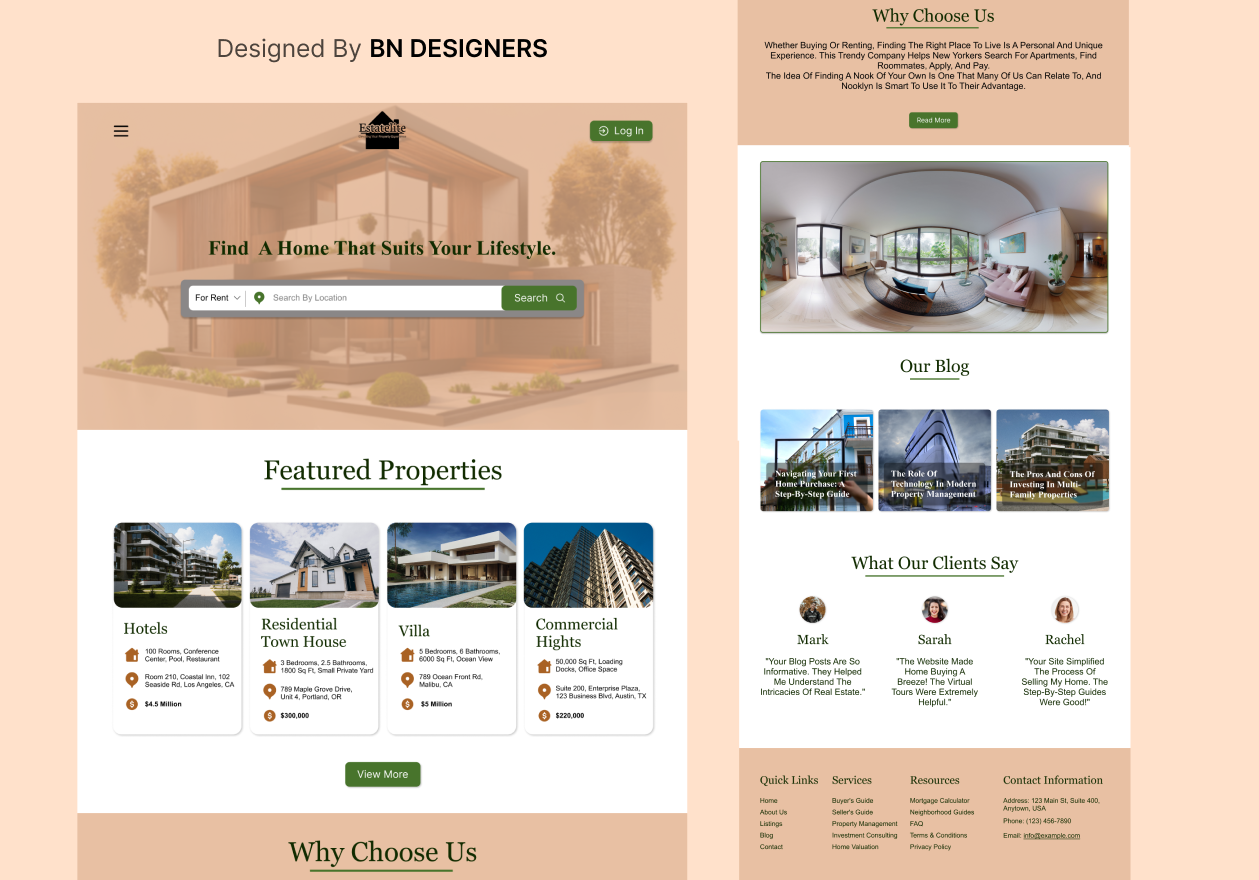 Designed By BN DESIGNERS
Estatelite
Log In
Find A Home That Suits Your Lifestyle.
For Rent
Search By Location
Search
Featured Properties
Hotels
100 Rooms, Conference
Center, Pool, Restaurant
Room 210, Coastal Inn, 102
Seaside Rd, Los Angeles, CA
$4.5 Million
Residential
Town House
3 Bedrooms, 2.5 Bathrooms,
1800 Sq Ft, Small Private Yard
789 Maple Grove Drive,
Unit 4, Portland, OR
$300,000
Villa
5 Bedrooms, 6 Bathrooms,
6000 Sq Ft, Ocean View
789 Ocean Front Rd,
Malibu, CA
$5 Million
Commercial
Hights
50,000 Sq Ft, Loading
Docks, Office Space
Suite 200, Enterprise Plaza,
123 Business Blvd, Austin, TX
$220,000
View More
Why Choose Us
Why Choose Us
Whether Buying Or Renting, Finding The Right Place To Live Is A Personal And Unique
Experience. This Trendy Company Helps New Yorkers Search For Apartments, Find
Roommates, Apply, And Pay.
The Idea Of Finding A Nook Of Your Own Is One That Many Of Us Can Relate To, And
Nooklyn Is Smart To Use It To Their Advantage.
Read More
Our Blog
Navigating Your First
Home Purchase: A
Step-By-Step Guide
The Role Of
Technology In Modern
Property Management
The Pros And Cons Of
Investing In Multi-
Family Properties
What Our Clients Say
Mark
"Your Blog Posts Are So
Informative. They Helped
Me Understand The
Intricacies Of Real Estate."
Sarah
"The Website Made
Home Buying A
Breeze! The Virtual
Tours Were Extremely
Helpful."
Rachel
"Your Site Simplified
The Process Of
Selling My Home. The
Step-By-Step Guides
Were Good!"
Quick Links
Home
About Us
Listings
Blog
Contact
Services
Buyer's Guide
Seller's Guide
Property Management
Investment Consulting
Home Valuation
Resources
Mortgage Calculator
Neighborhood Guides
FAQ
Terms & Conditions
Privacy Policy
Contact Information
Address: 123 Main St, Suite 400,
Anytown, USA
Phone: (123) 456-7890
Email: info@example.com